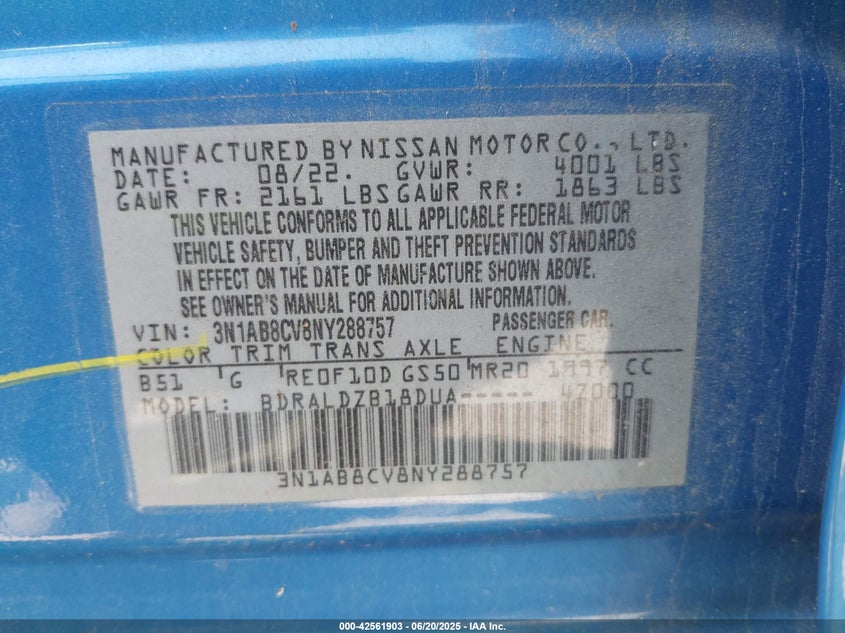 MANUFACTURED BY NISSAN MOTOR CO., LTD.
DATE: 08/22. GVWR: 4001 LBS
GAWR FR: 2161 LBS GAWR RR: 1863 LBS
THIS VEHICLE CONFORMS TO ALL APPLICABLE FEDERAL MOTOR
VEHICLE SAFETY, BUMPER AND THEFT PREVENTION STANDARDS
IN EFFECT ON THE DATE OF MANUFACTURE SHOWN ABOVE.
SEE OWNER'S MANUAL FOR ADDITIONAL INFORMATION.
VIN: 3N1AB8CV8NY288757 PASSENGER CAR.
COLOR TRIM TRANS AXLE ENGINE
B51 G RE0F10D GS50 MR20 1997 CC
MODEL: BDRALDZB18DUA----- 4Z000
3N1AB8CV8NY288757
000-42561903 - 06/20/2025 - IAA Inc.